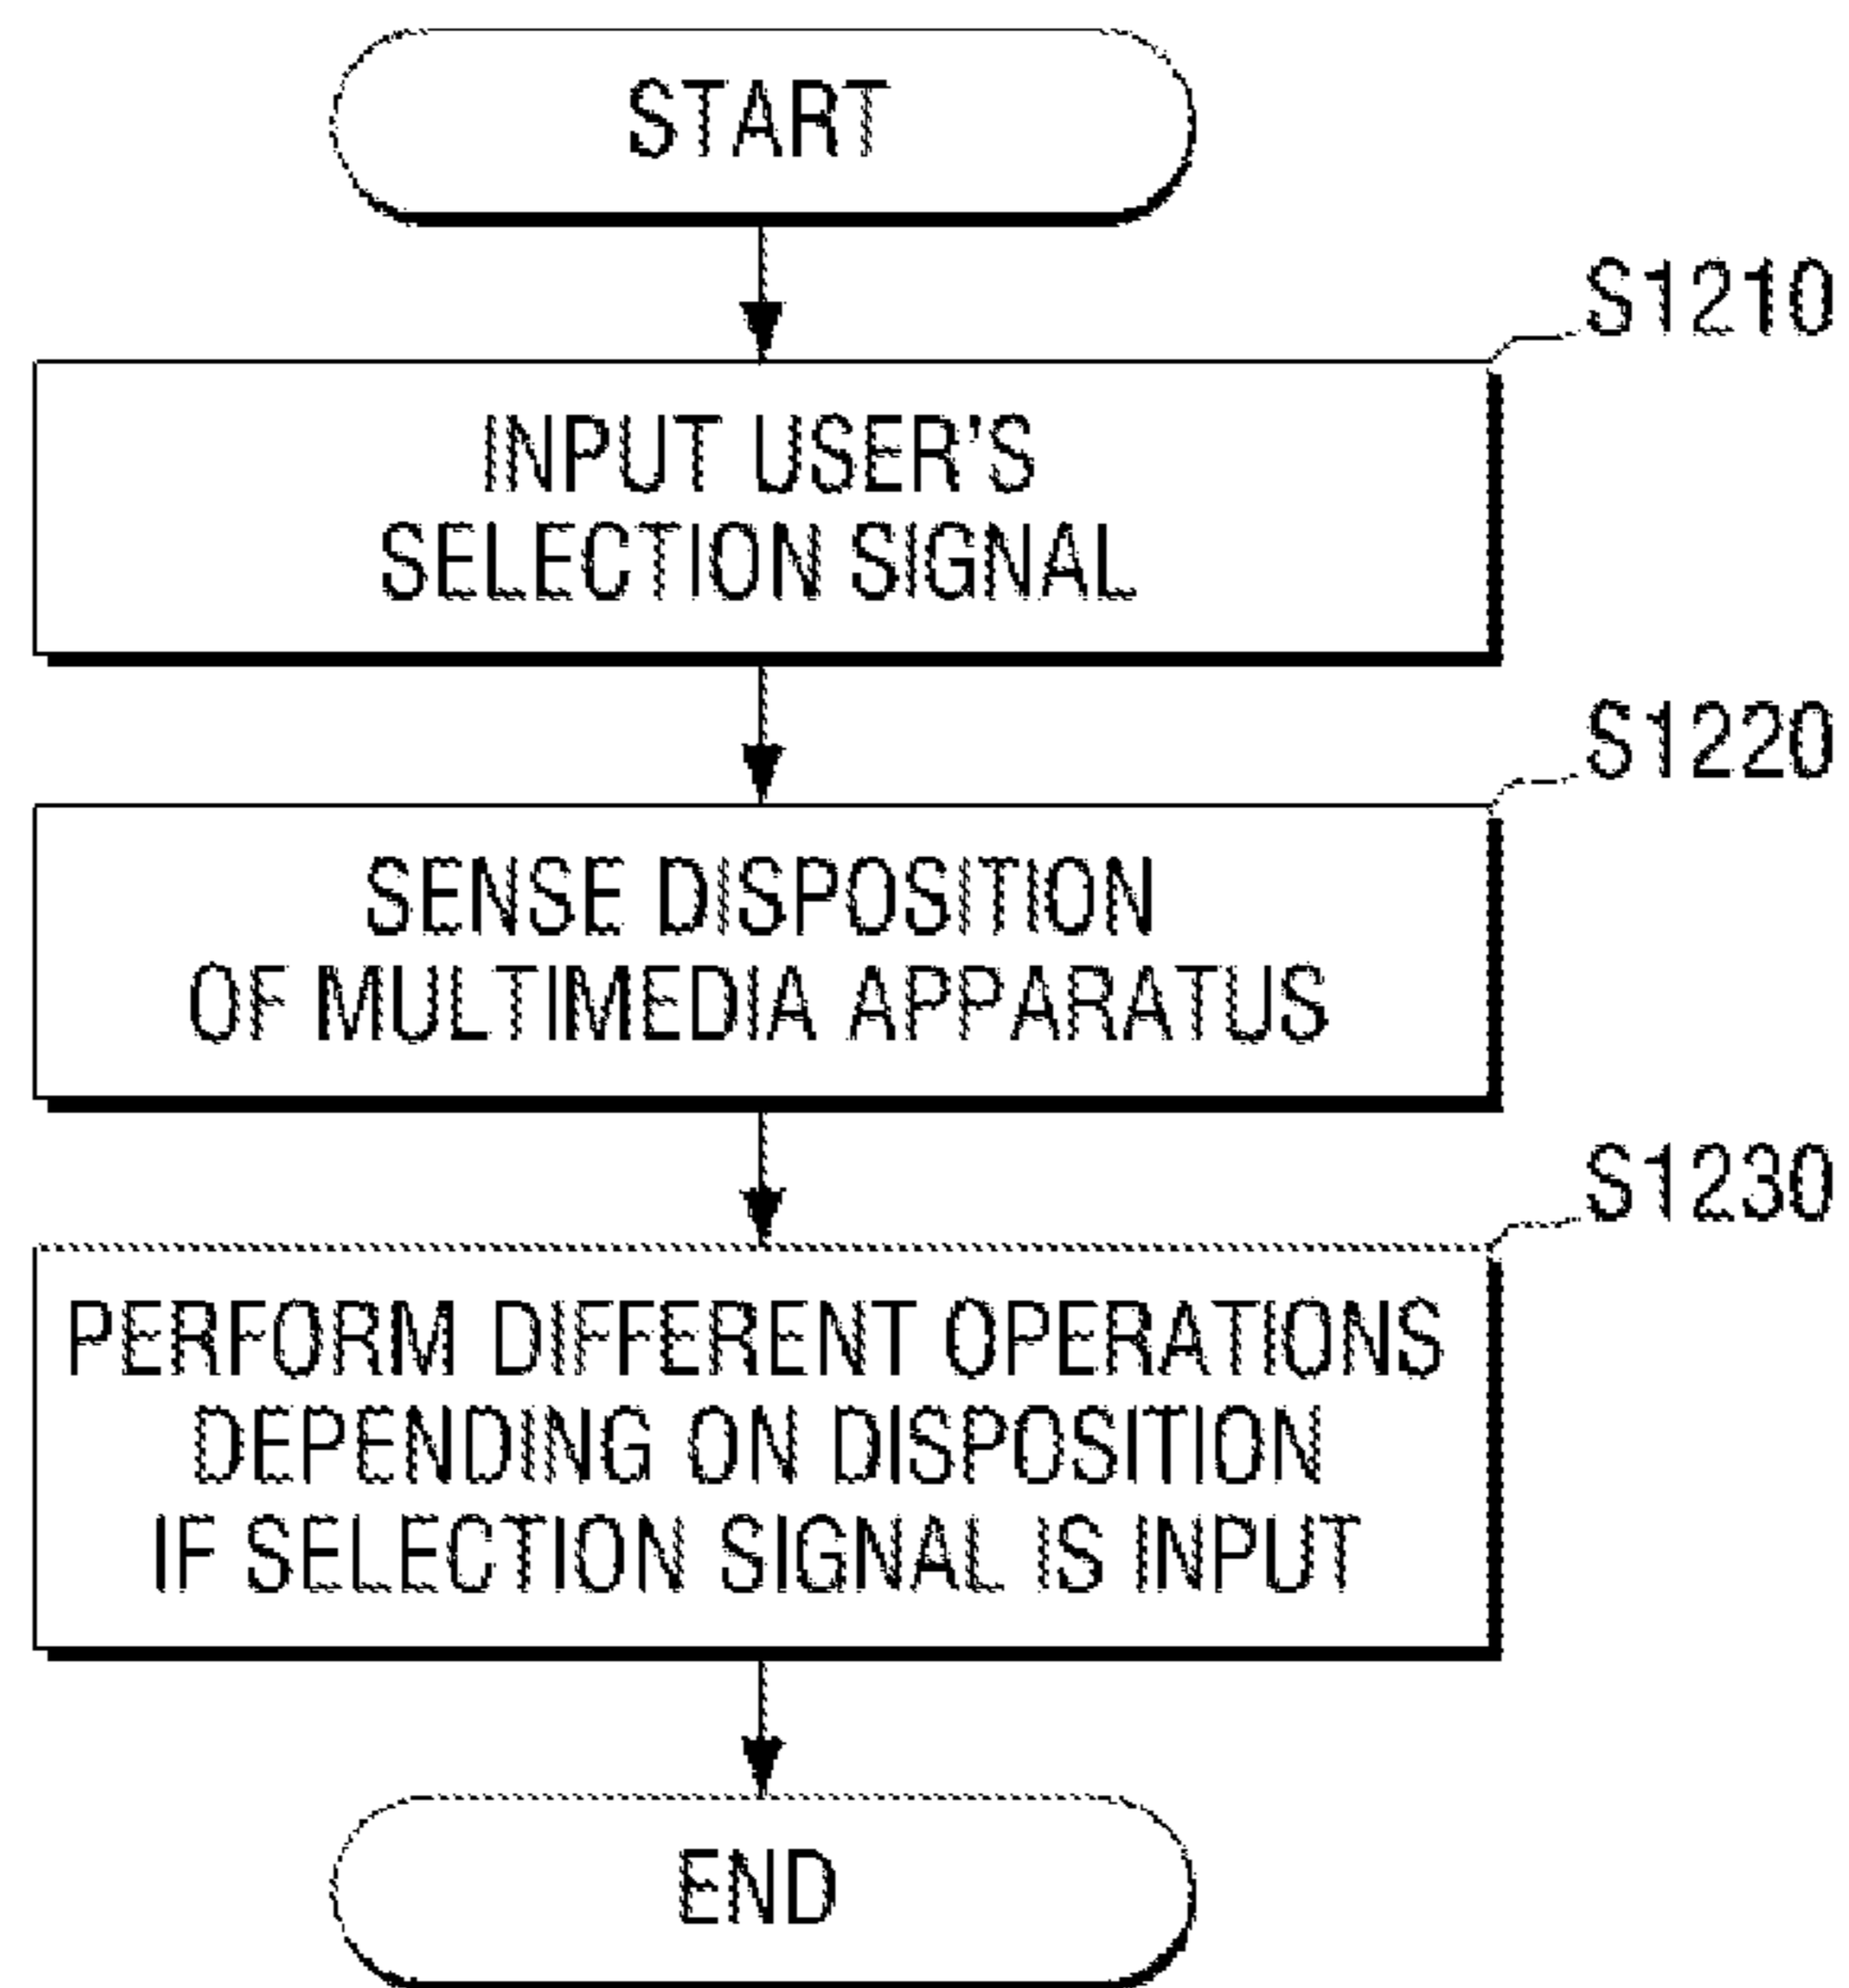 START
S1210
INPUT USER'S
SELECTION SIGNAL
S1220
SENSE DISPOSITION
OF MULTIMEDIA APPARATUS
S1230
PERFORM DIFFERENT OPERATIONS
DEPENDING ON DISPOSITION
IF SELECTION SIGNAL IS INPUT
END